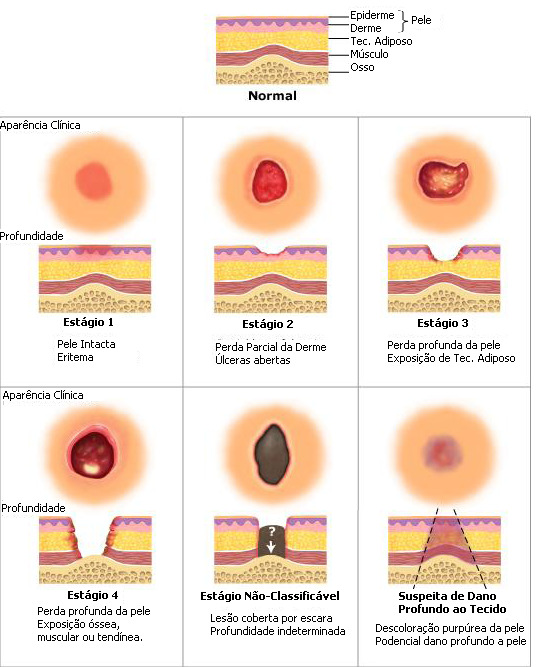 Epiderme
Derme
Pele
Tec. Adiposo
Músculo
Osso
Normal
Aparência Clínica
Profundidade
Estágio 1
Pele Intacta
Eritema
Estágio 2
Perda Parcial da Derme
Úlceras abertas
Estágio 3
Perda profunda da pele
Exposição de Tec. Adiposo
Aparência Clínica
Profundidade
Estágio 4
Perda profunda da pele
Exposição óssea,
muscular ou tendínea.
?
Estágio Não-Classificável
Lesão coberta por escara
Profundidade indeterminada
Suspeita de Dano
Profundo ao Tecido
Descoloração purpúrea da pele
Podencial dano profundo a pele